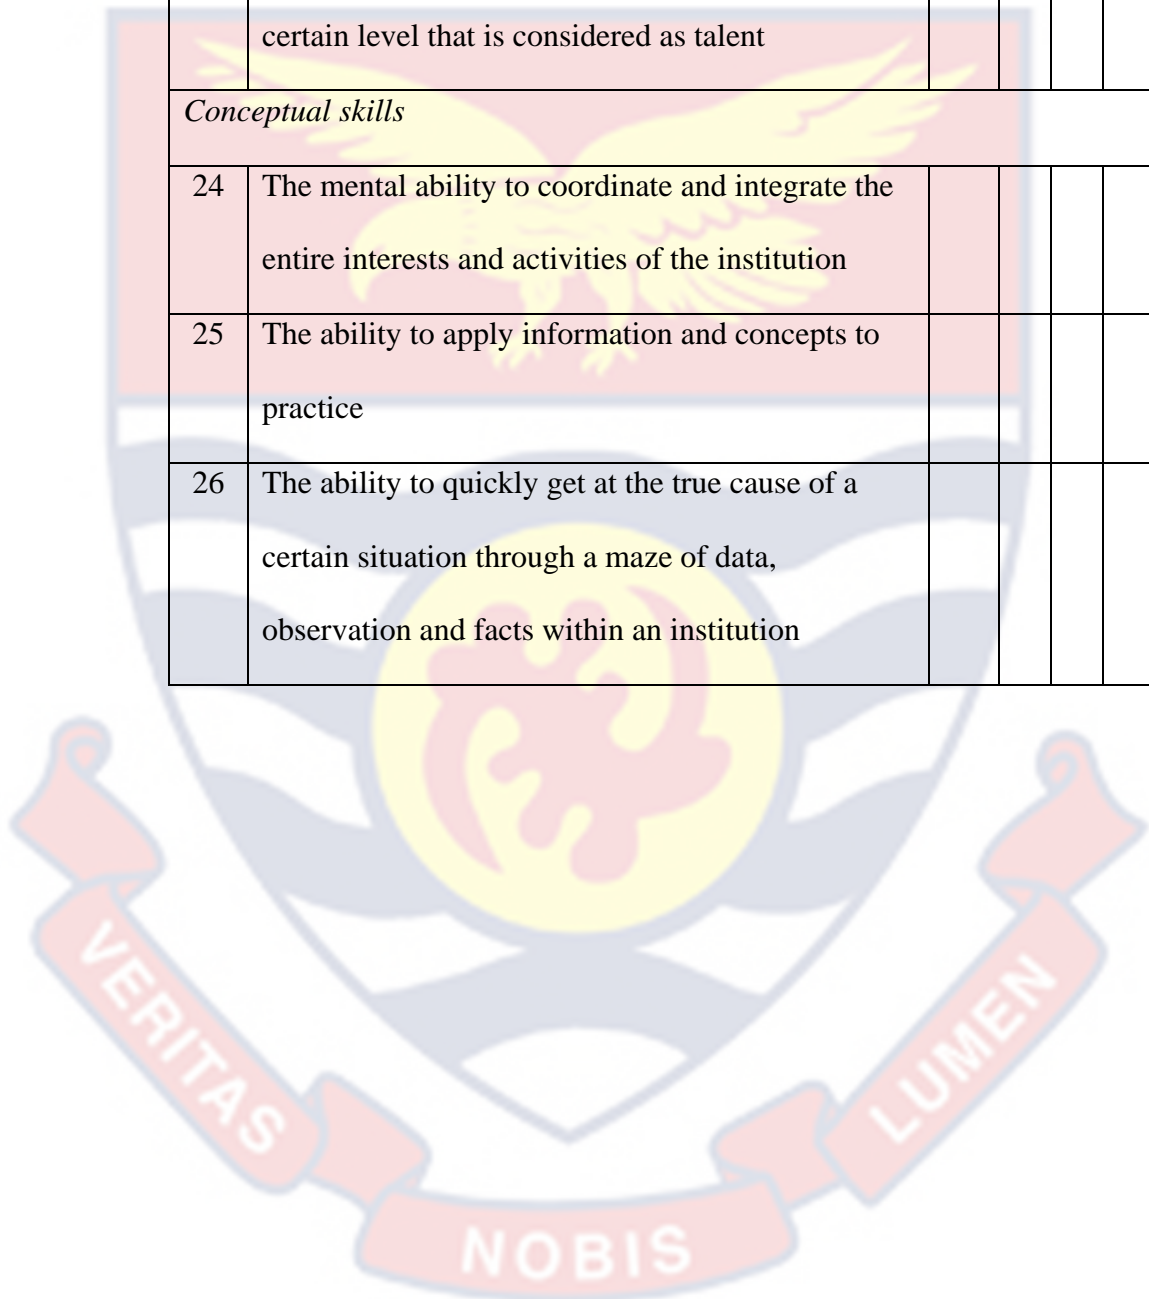 certain level that is considered as talent
Conceptual skills
24 The mental ability to coordinate and integrate the
entire interests and activities of the institution
25 The ability to apply information and concepts to
practice
26 The ability to quickly get at the true cause of a
certain situation through a maze of data,
observation and facts within an institution
VERITAS
NOBIS
LUMEN